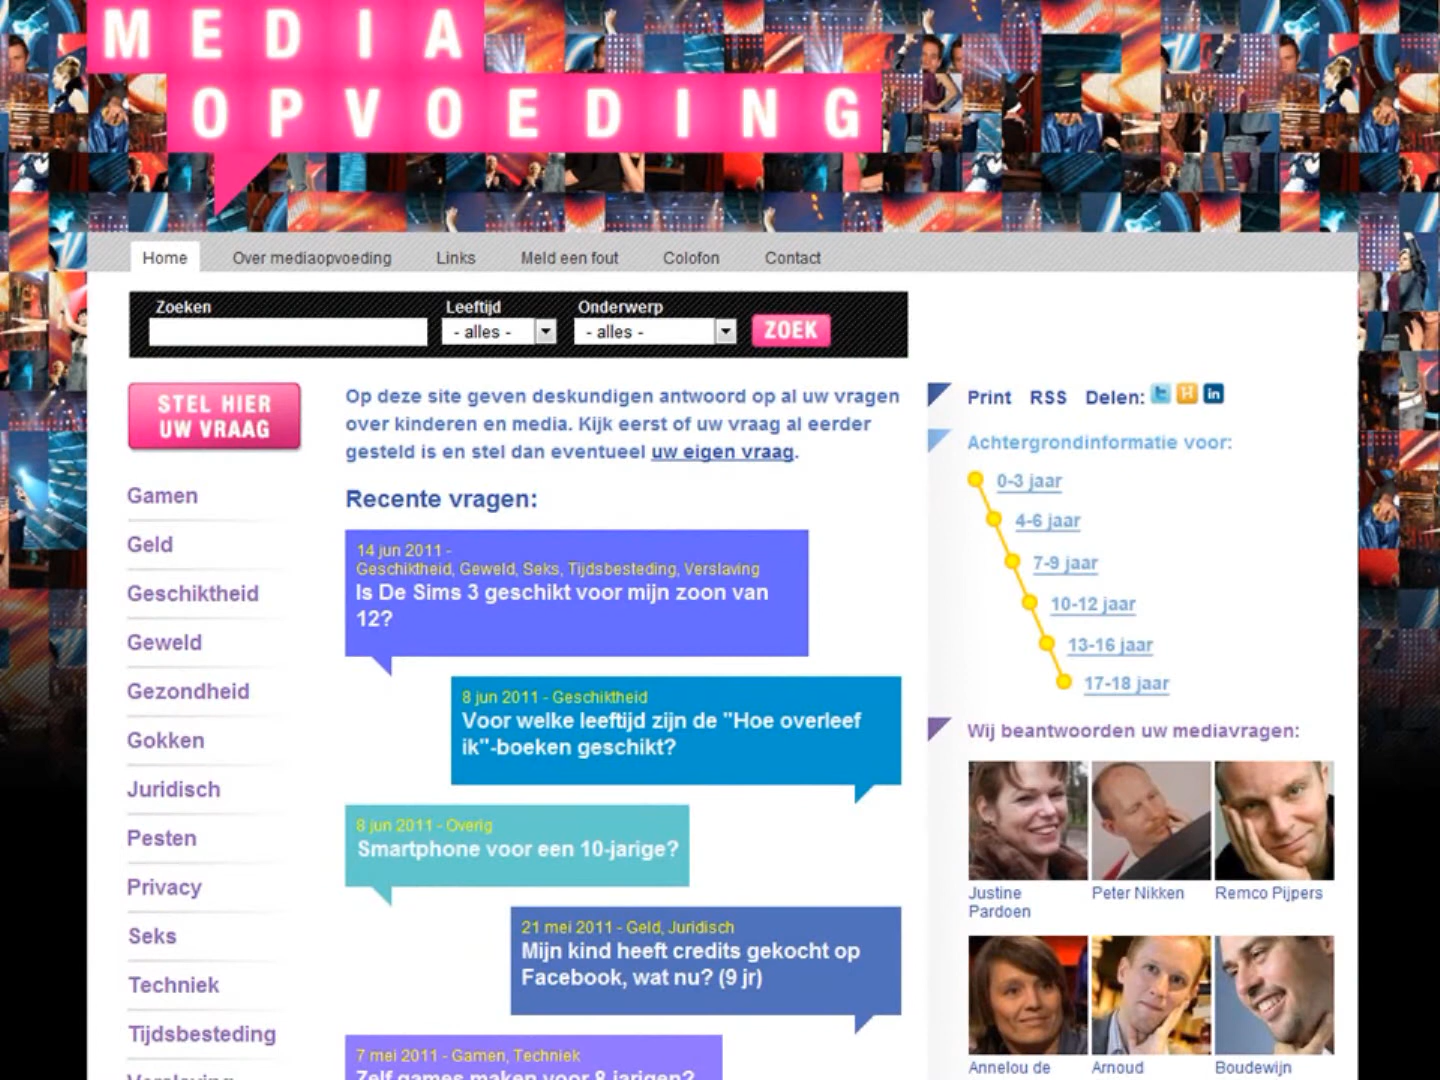 MEDIA
OPVOEDING
Home Over mediaopvoeding Links Meld een fout Colofon Contact
Zoeken Leeftijd Onderwerp
- alles - - alles - ZOEK
STEL HIER
UW VRAAG
Gamen
Geld
Geschiktheid
Geweld
Gezondheid
Gokken
Juridisch
Pesten
Privacy
Seks
Techniek
Tijdsbesteding
Verslaving
Op deze site geven deskundigen antwoord op al uw vragen
over kinderen en media. Kijk eerst of uw vraag al eerder
gesteld is en stel dan eventueel uw eigen vraag.
Recente vragen:
14 jun 2011 -
Geschiktheid, Geweld, Seks, Tijdsbesteding, Verslaving
Is De Sims 3 geschikt voor mijn zoon van
12?
8 jun 2011 - Geschiktheid
Voor welke leeftijd zijn de "Hoe overleef
ik"-boeken geschikt?
8 jun 2011 - Overig
Smartphone voor een 10-jarige?
21 mei 2011 - Geld, Juridisch
Mijn kind heeft credits gekocht op
Facebook, wat nu? (9 jr)
7 mei 2011 - Gamen, Techniek
Zelf games maken voor 8 jarigen?
Print RSS Delen:
Achtergrondinformatie voor:
0-3 jaar
4-6 jaar
7-9 jaar
10-12 jaar
13-16 jaar
17-18 jaar
Wij beantwoorden uw mediavragen:
Justine
Pardoen
Peter Nikken
Remco Pijpers
Annelou de
Arnoud
Boudewijn